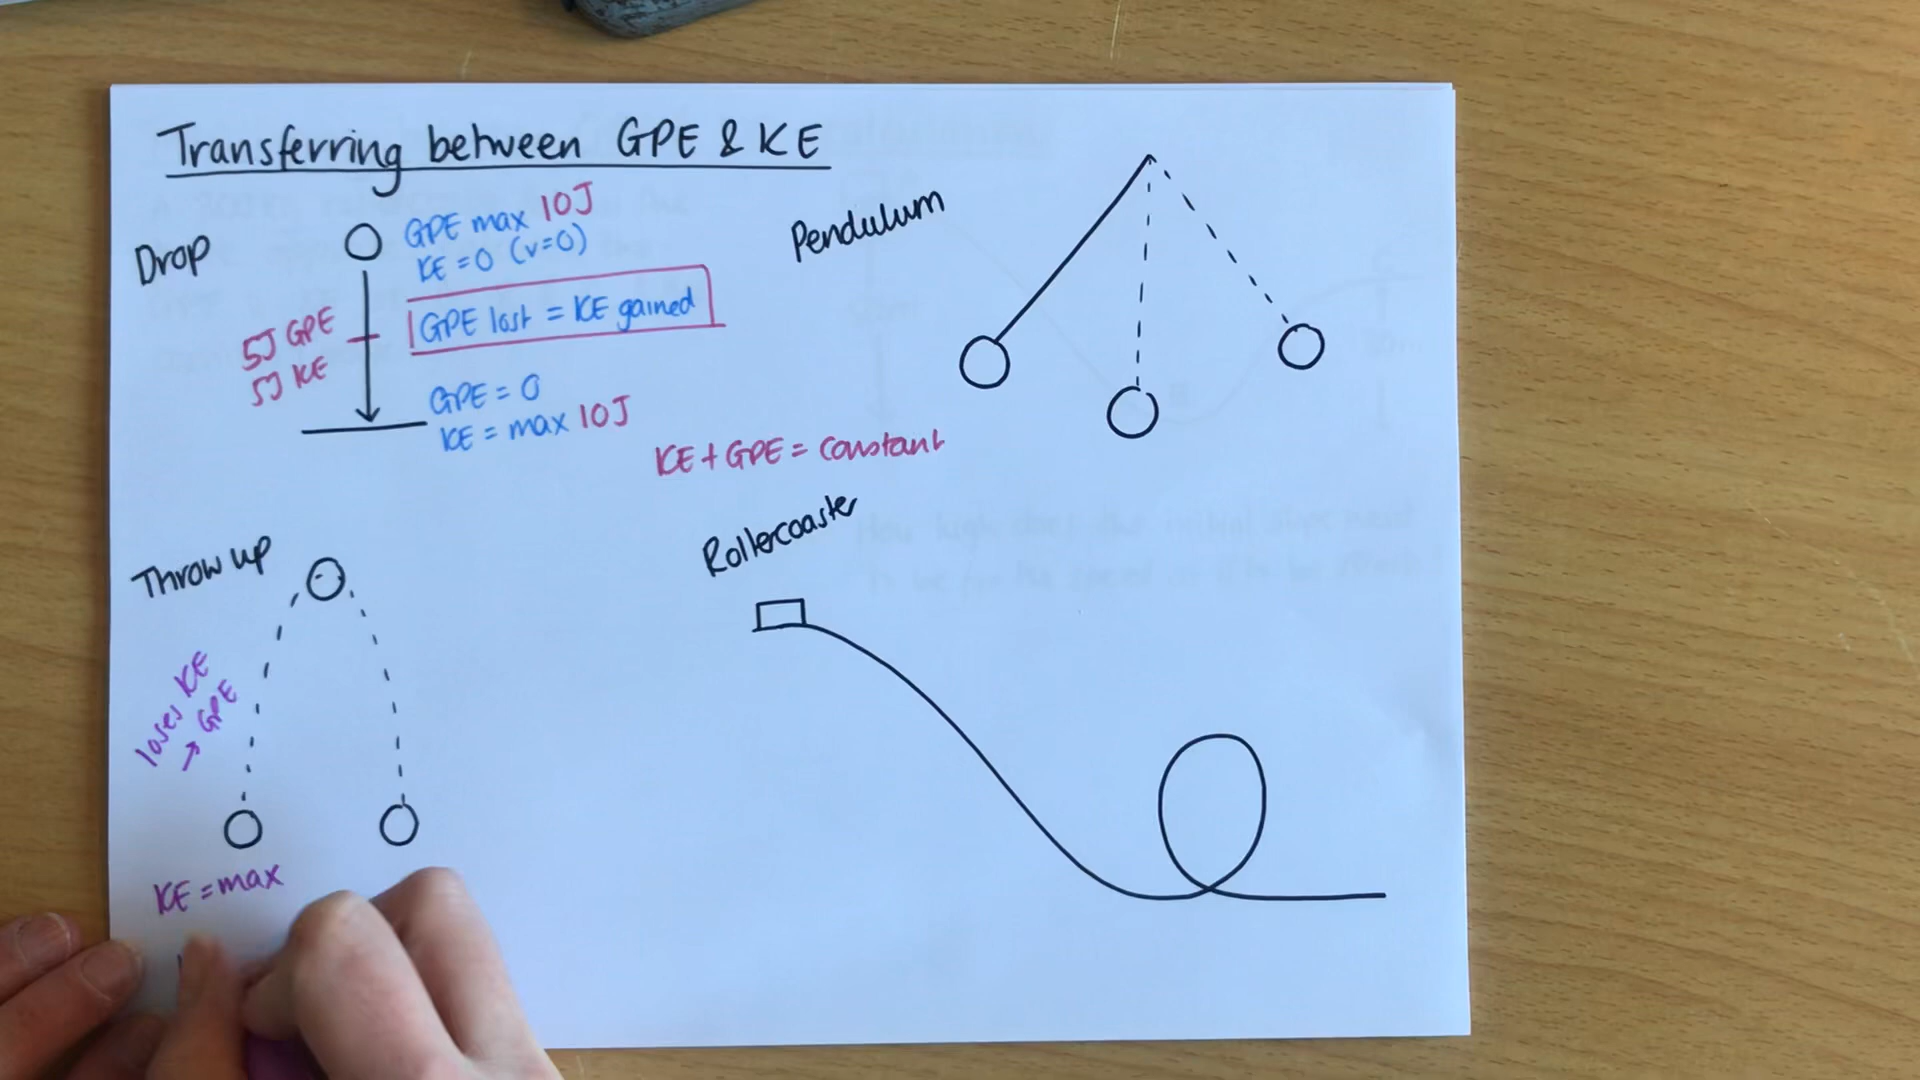 Transferring between GPE & KE
Drop
GPE max 10J
KE = 0 (v=0)
GPE lost = KE gained
5J GPE
5J KE
GPE = 0
KE = max 10J
Pendulum
KE + GPE = constant
Throw up
loses KE
→ GPE
KE = max
Rollercoaster